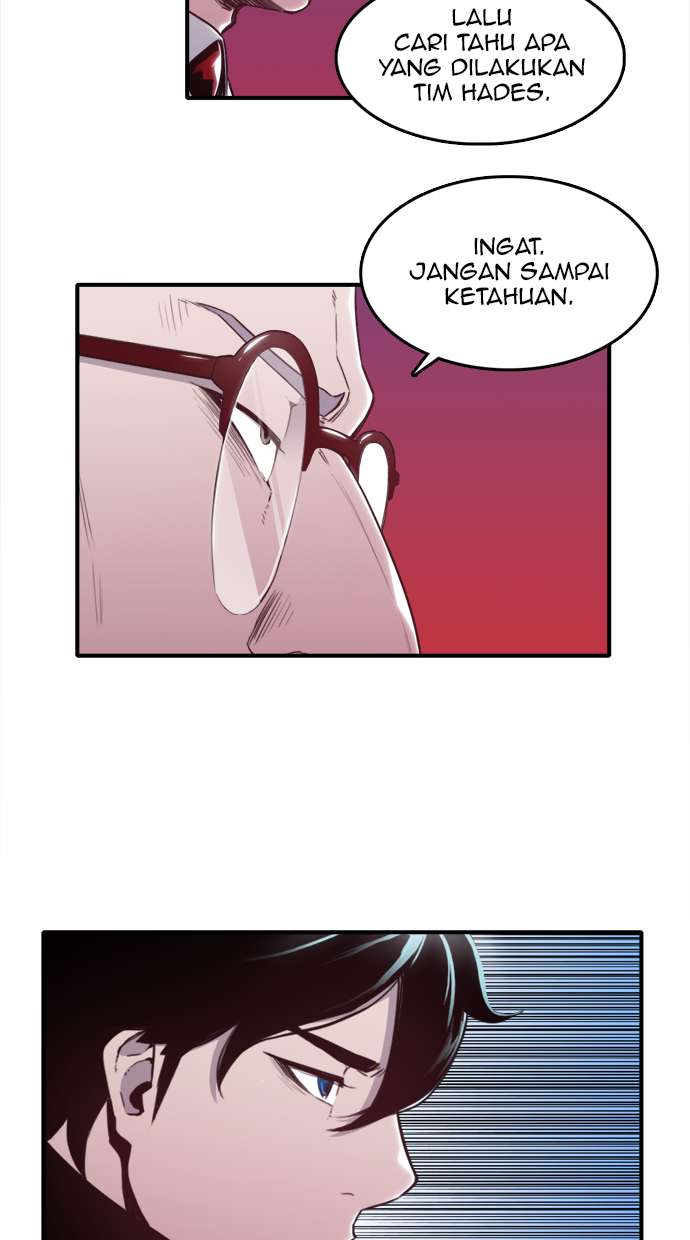 LALU
CARI TAHU APA
YANG DILAKUKAN
TIM HADES.
INGAT.
JANGAN SAMPAI
KETAHUAN.